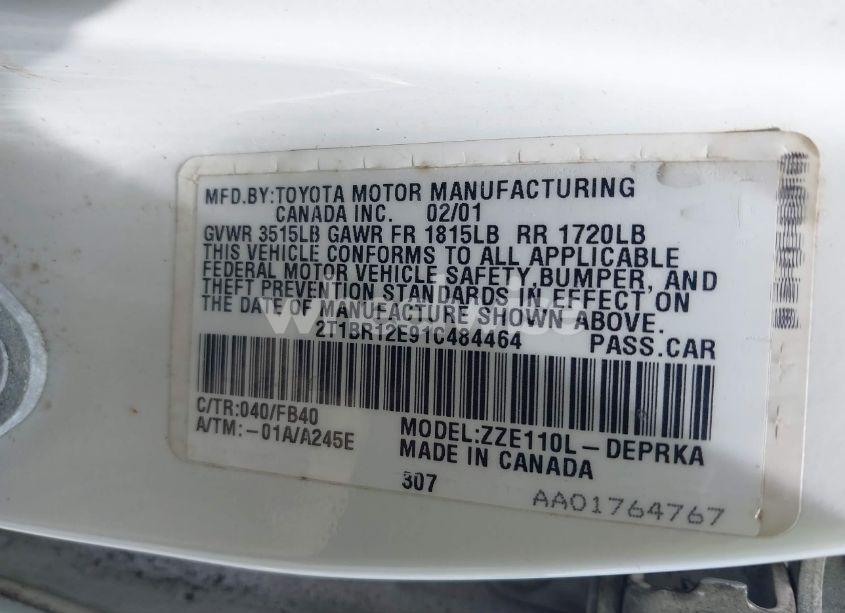 MFD.BY:TOYOTA MOTOR MANUFACTURING
CANADA INC. 02/01
GVWR 3515LB GAWR FR 1815LB RR 1720LB
THIS VEHICLE CONFORMS TO ALL APPLICABLE
FEDERAL MOTOR VEHICLE SAFETY,BUMPER, AND
THEFT PREVENTION STANDARDS IN EFFECT ON
THE DATE OF MANUFACTURE SHOWN ABOVE.
2T1BR12E91C484464 PASS.CAR
C/TR:040/FB40
A/TM:-01A/A245E
MODEL:ZZE110L-DEPRKA
MADE IN CANADA
307
AA01764767